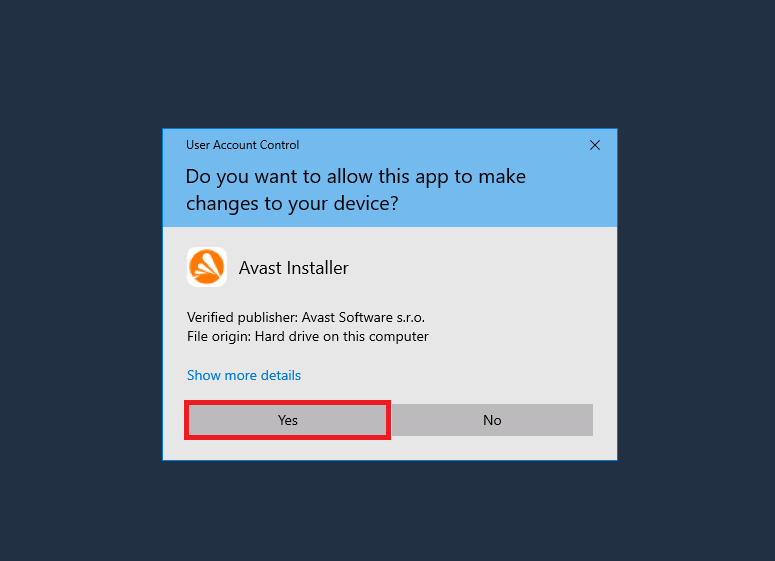 User Account Control
Do you want to allow this app to make
changes to your device?
Avast Installer
Verified publisher: Avast Software s.r.o.
File origin: Hard drive on this computer
Show more details
Yes
No